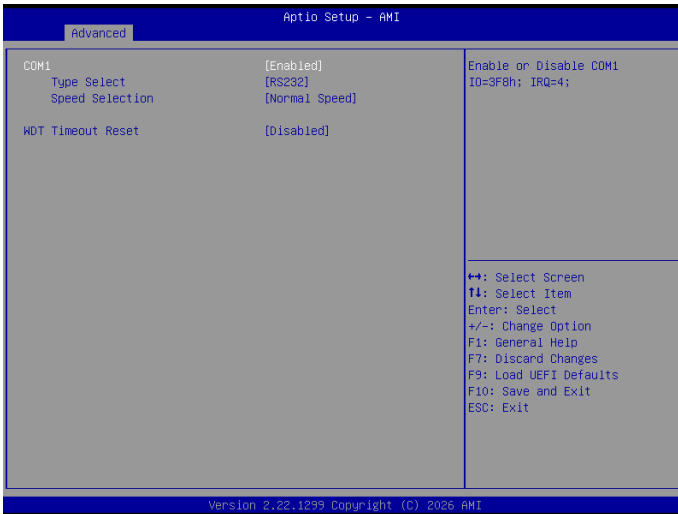 Aptio Setup – AMI
Advanced
COM1 [Enabled]
Type Select [RS232]
Speed Selection [Normal Speed]
WDT Timeout Reset [Disabled]
Enable or Disable COM1
IO=3F8h; IRQ=4;
↔: Select Screen
↑↓: Select Item
Enter: Select
+/-: Change Option
F1: General Help
F7: Discard Changes
F9: Load UEFI Defaults
F10: Save and Exit
ESC: Exit
Version 2.22.1299 Copyright (C) 2026 AMI